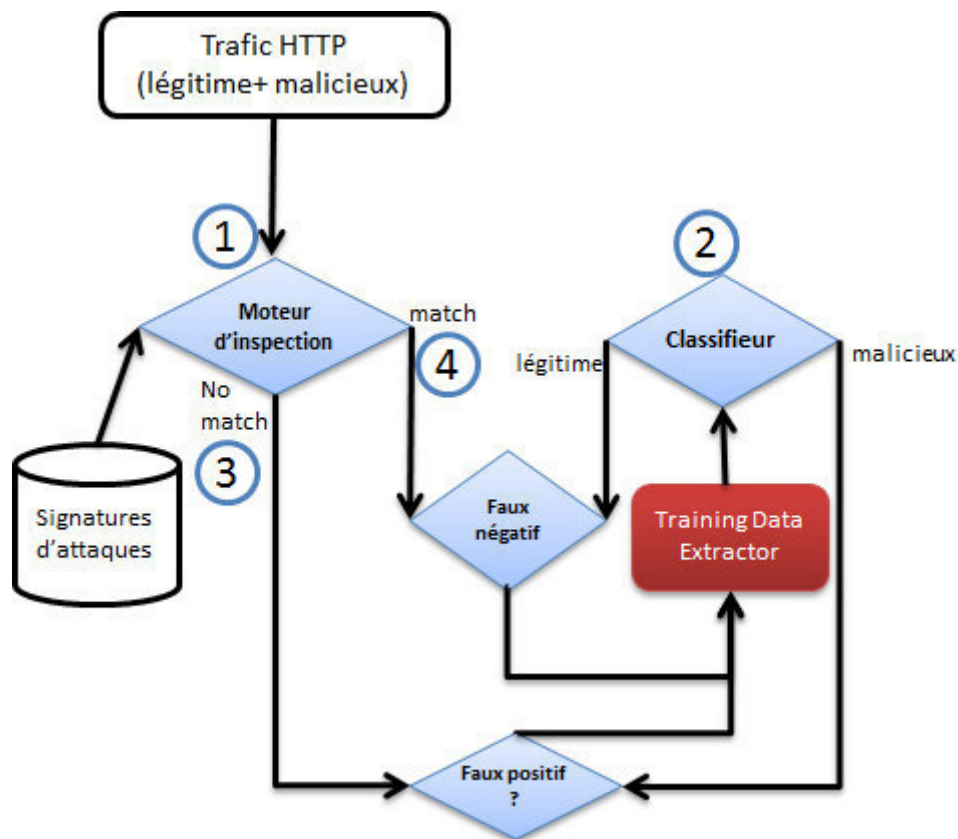 Trafic HTTP
(légitime+ malicieux)
1
2
Moteur
d'inspection
match
4
Classifieur
légitime
malicieux
No
match
3
Signatures
d'attaques
Faux
négatif
Training Data
Extractor
Faux positif
?